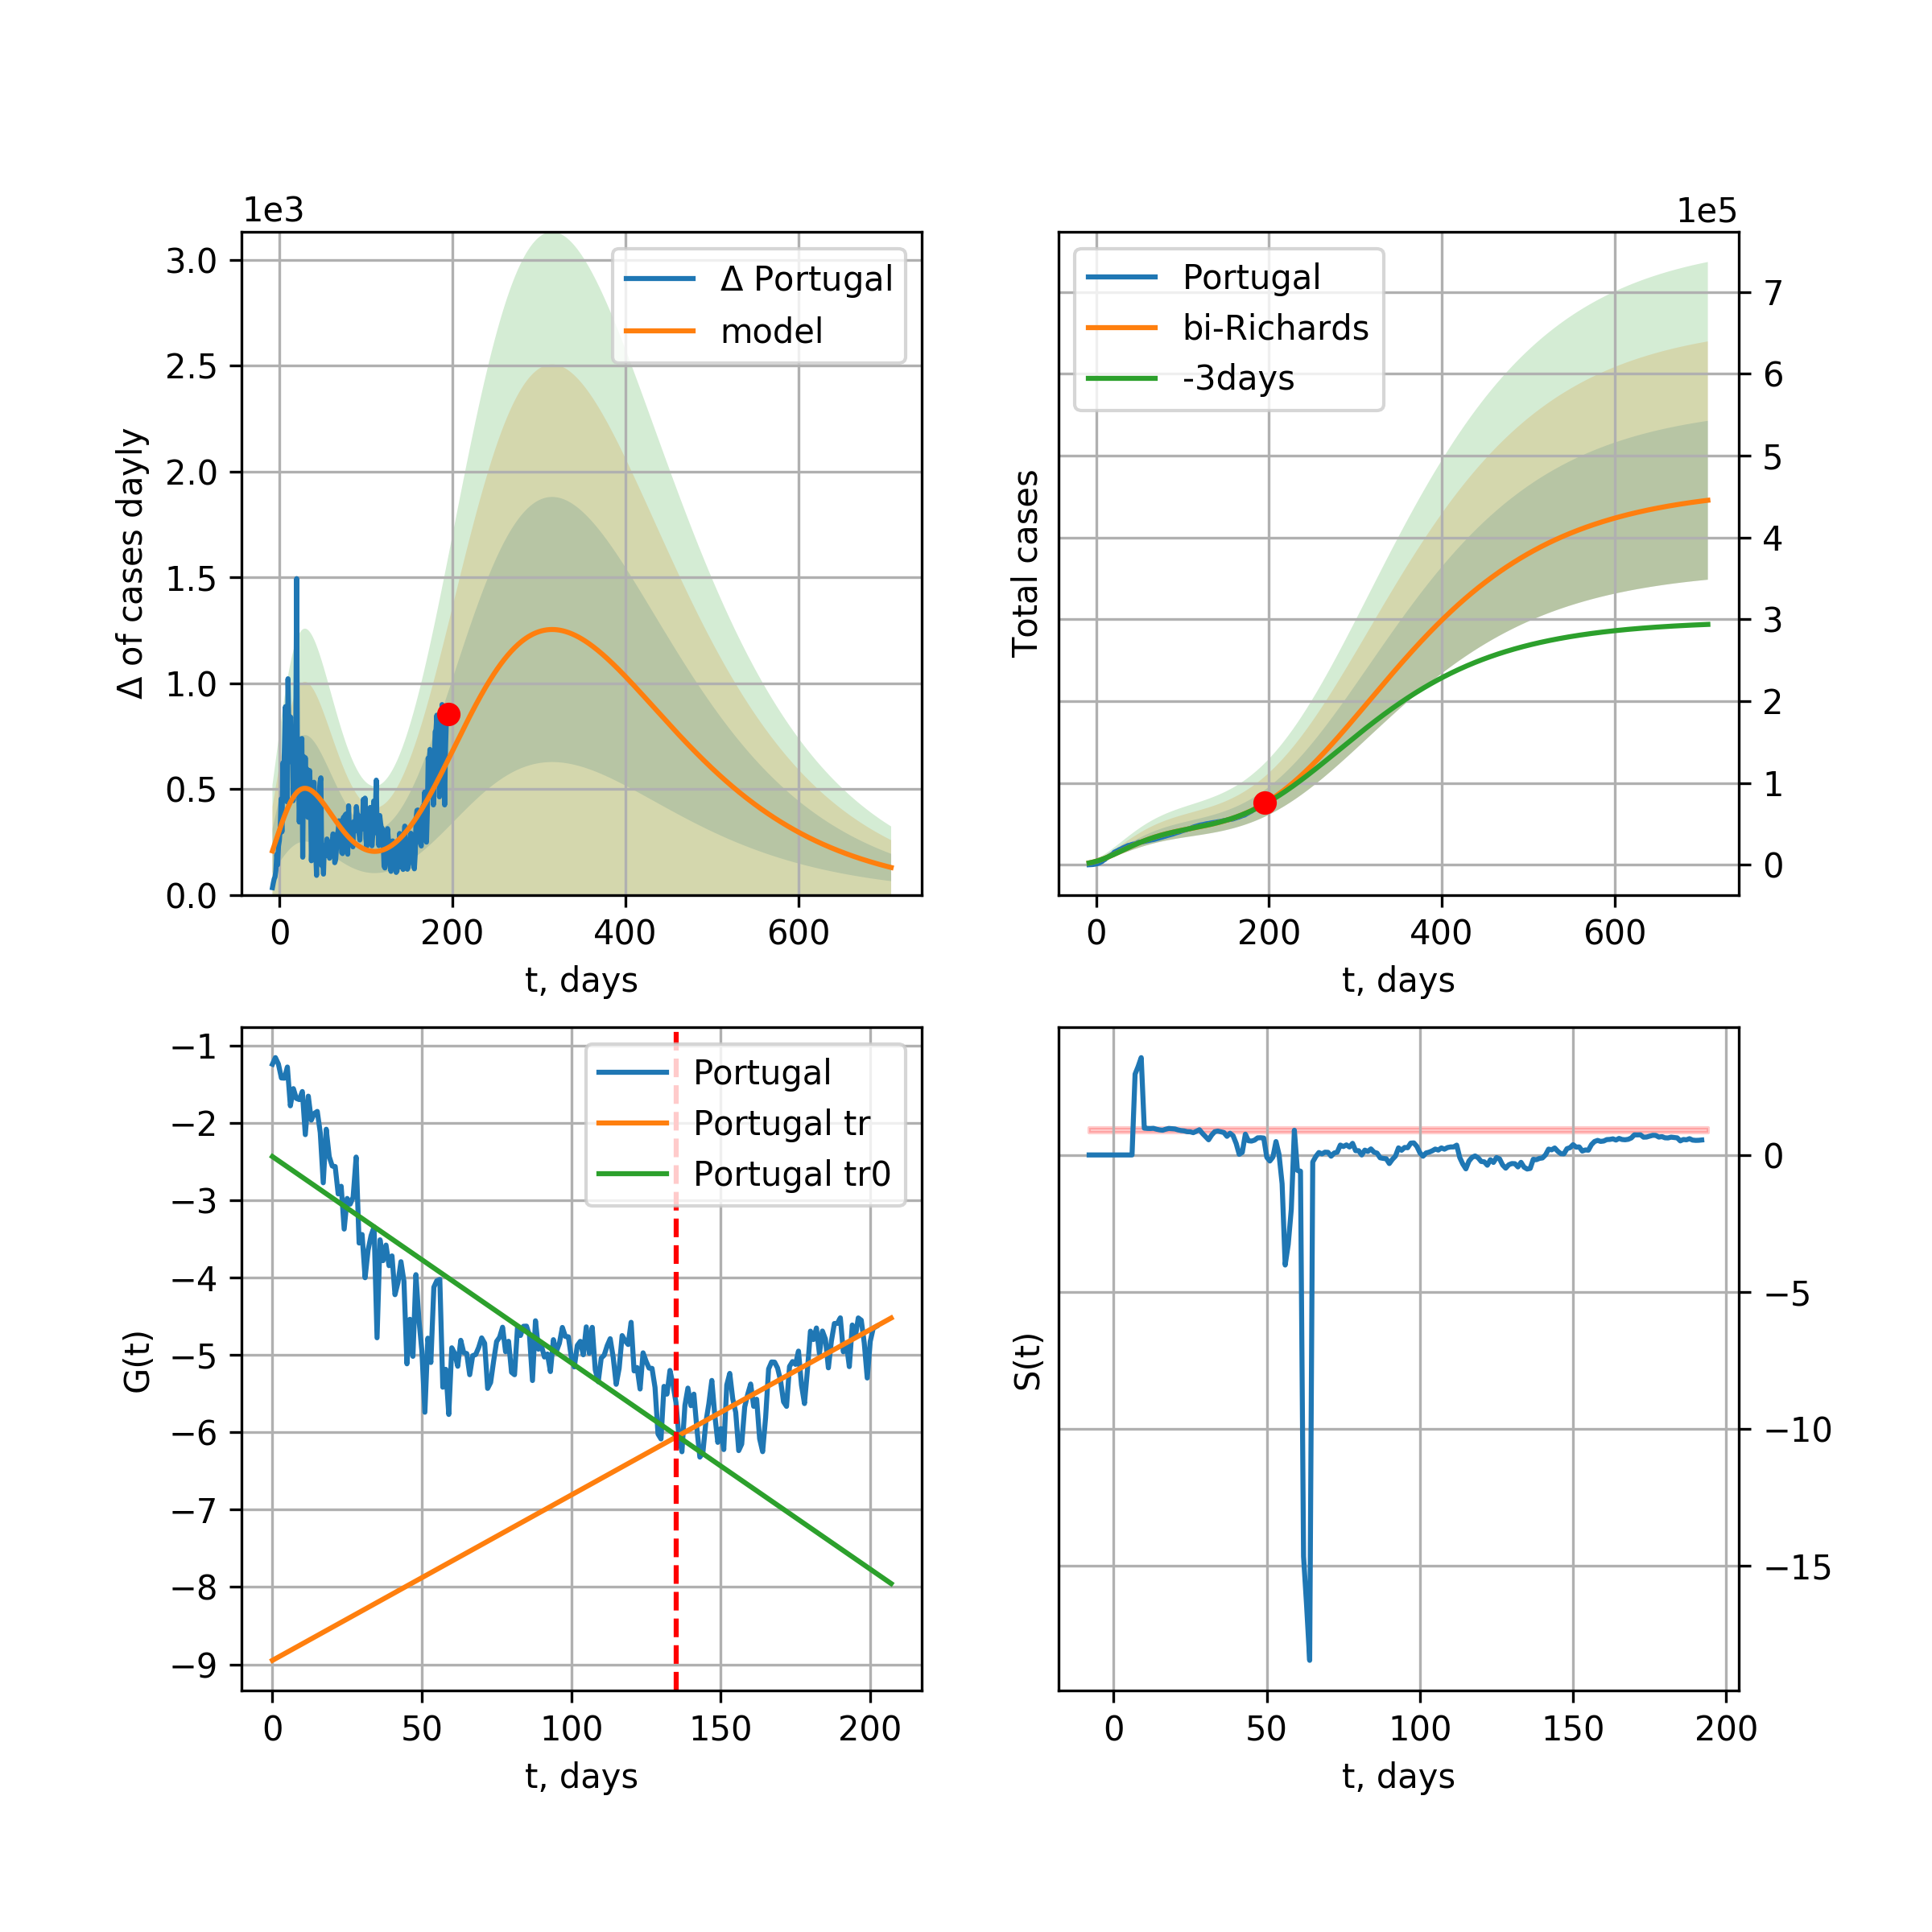 1e3
3.0
2.5
2.0
1.5
1.0
0.5
0.0
Δ of cases dayly
Δ Portugal
model
0
200
400
600
t, days
1e5
Total cases
Portugal
bi-Richards
-3days
7
6
5
4
3
2
1
0
0
200
400
600
t, days
−1
−2
−3
−4
−5
−6
−7
−8
−9
G(t)
Portugal
Portugal tr
Portugal tr0
0
50
100
150
200
t, days
S(t)
0
−5
−10
−15
0
50
100
150
200
t, days